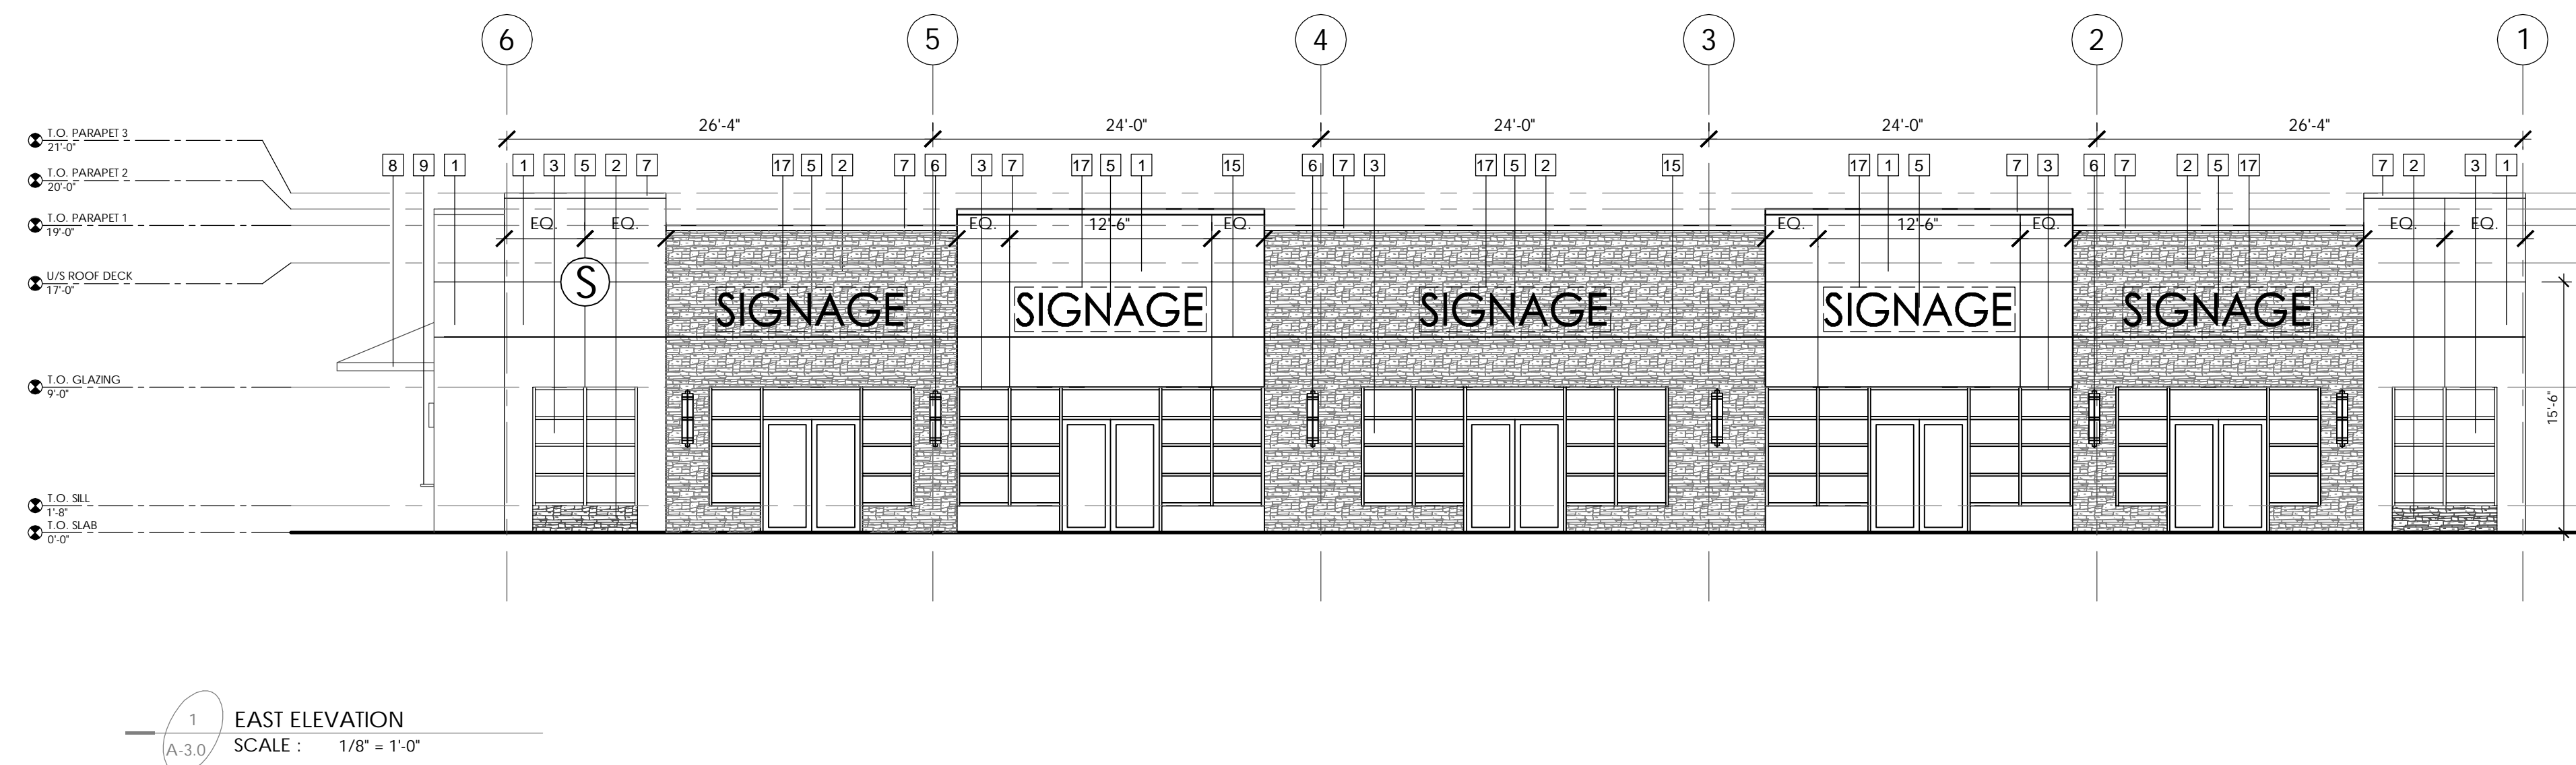 6 5 4 3 2 1
26'-4" 24'-0" 24'-0" 24'-0" 26'-4"
T.O. PARAPET 3
21'-0"
8 9 1 1 3 5 2 7 17 5 2 7 6 3 7 17 5 1 15 6 7 3 17 5 2 15 17 1 5 7 3 6 7 2 5 17 7 2 3 1
T.O. PARAPET 2
20'-0"
T.O. PARAPET 1
19'-0"
EQ. EQ. EQ. 12'-6" EQ. EQ. 12'-6" EQ. EQ. EQ.
U/S ROOF DECK
17'-0"
S
SIGNAGE SIGNAGE SIGNAGE SIGNAGE SIGNAGE
T.O. GLAZING
9'-0"
15'-6"
T.O. SILL
1'-8"
T.O. SLAB
0'-0"
1
A-3.0
EAST ELEVATION
SCALE : 1/8" = 1'-0"